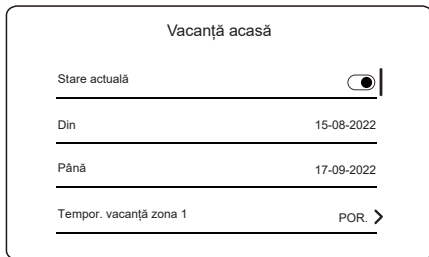 Vacanță acasă
Stare actuală
Din 15-08-2022
Până 17-09-2022
Tempor. vacanță zona 1 POR.